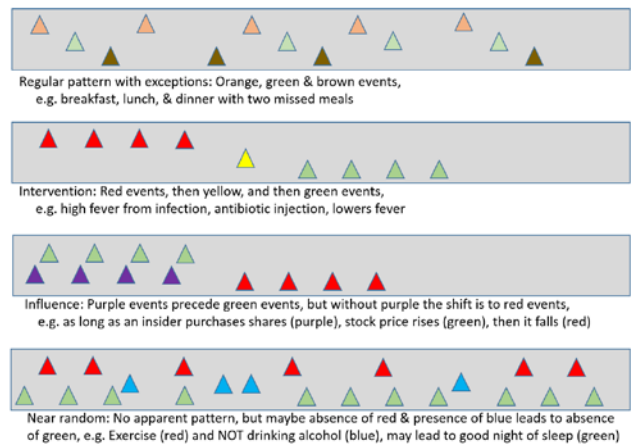 Regular pattern with exceptions: Orange, green & brown events,
e.g. breakfast, lunch, & dinner with two missed meals
Intervention: Red events, then yellow, and then green events,
e.g. high fever from infection, antibiotic injection, lowers fever
Influence: Purple events precede green events, but without purple the shift is to red events,
e.g. as long as an insider purchases shares (purple), stock price rises (green), then it falls (red)
Near random: No apparent pattern, but maybe absence of red & presence of blue leads to absence
of green, e.g. Exercise (red) and NOT drinking alcohol (blue), may lead to good night of sleep (green)